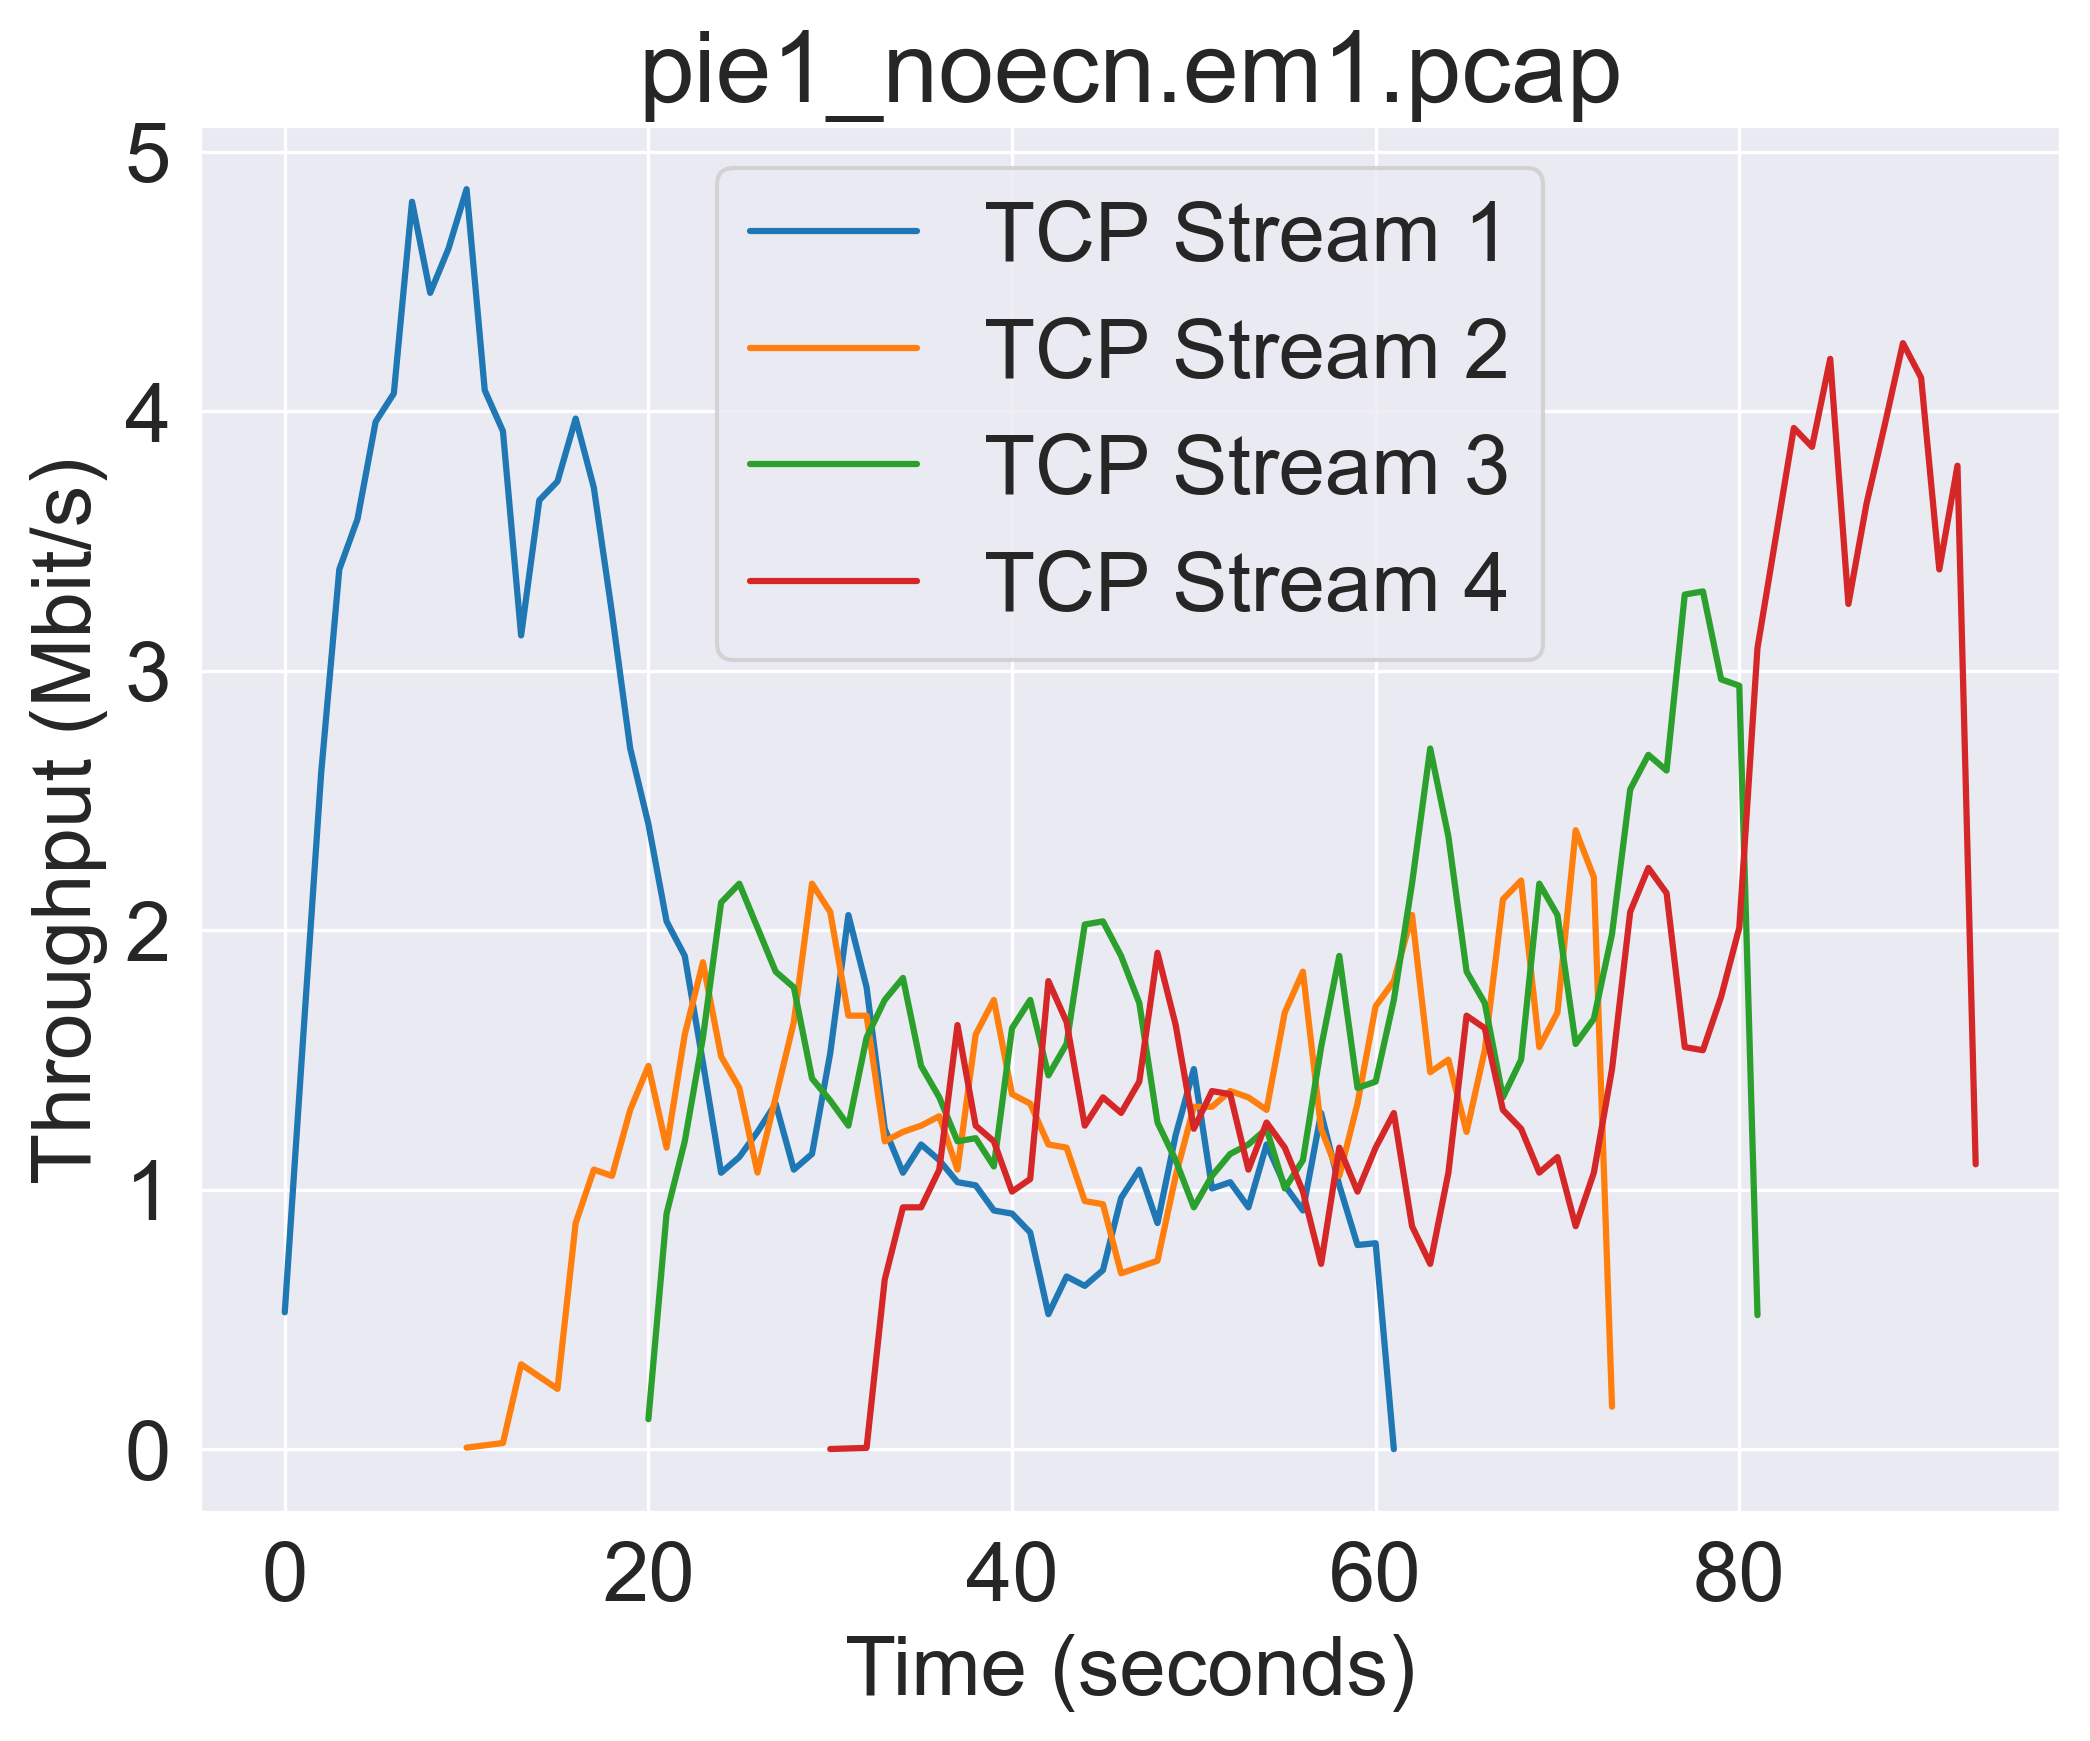 pie1_noecn.em1.pcap
5
4
3
2
1
0
Throughput (Mbit/s)
TCP Stream 1
TCP Stream 2
TCP Stream 3
TCP Stream 4
0 20 40 60 80
Time (seconds)